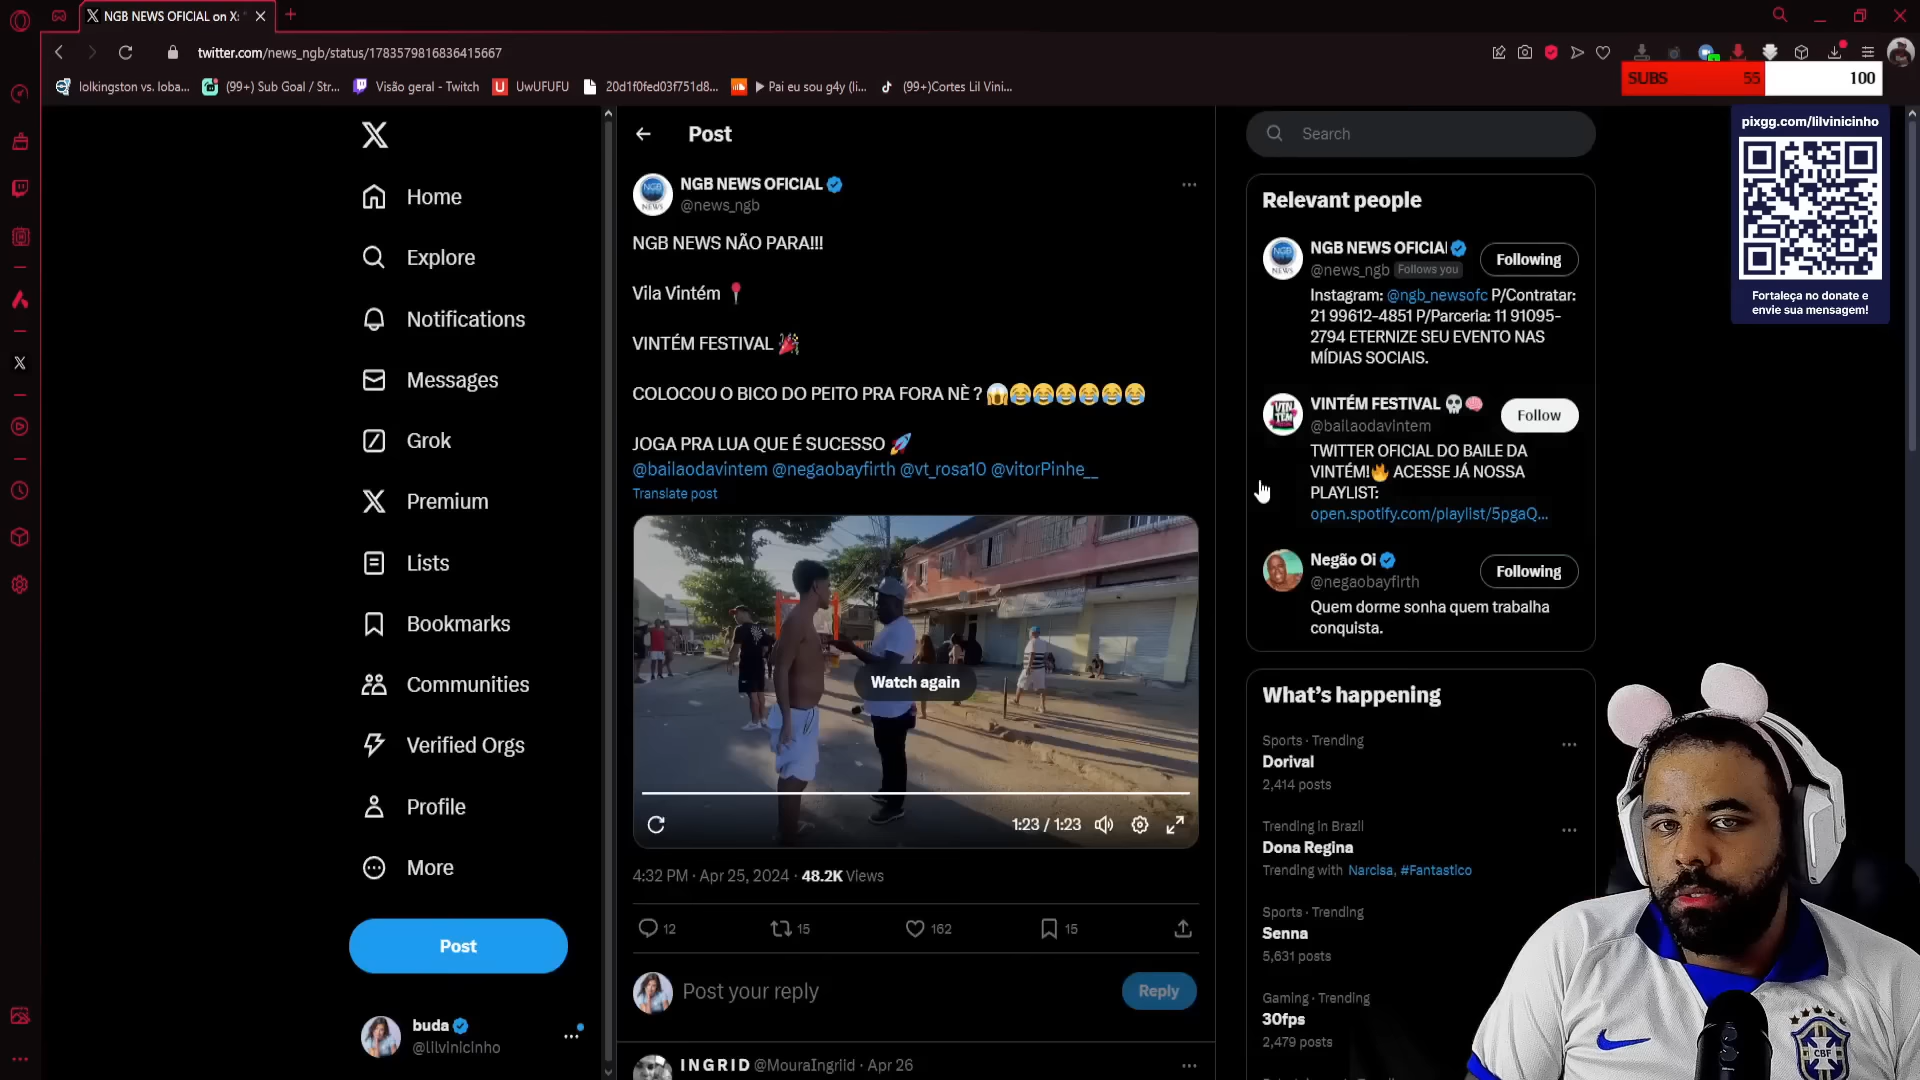 NGB NEWS OFICIAL on X: "
twitter.com/news_ngb/status/1783579816836415667
lolkingston vs. loba...
(99+) Sub Goal / Str...
Visão geral - Twitch
UwUFUFU
20d1f0fed03f751d8...
▶ Pai eu sou g4y (li...
(99+)Cortes Lil Vini...
SUBS 55 100
pixgg.com/lilvinicinho
Fortaleça no donate e
envie sua mensagem!
Home
Explore
Notifications
Messages
Grok
Premium
Lists
Bookmarks
Communities
Verified Orgs
Profile
More
Post
buda
@lilvinicinho
Post
NGB NEWS OFICIAL
@news_ngb
NGB NEWS NÃO PARA!!!
Vila Vintém 📍
VINTÉM FESTIVAL 🎉
COLOCOU O BICO DO PEITO PRA FORA NÈ ? 😱😂😂😂😂😂😂
JOGA PRA LUA QUE É SUCESSO 🚀
@bailaodavintem @negaobayfirth @vt_rosa10 @vitorPinhe__
Translate post
Watch again
1:23 / 1:23
4:32 PM · Apr 25, 2024 · 48.2K Views
12
15
162
15
Post your reply
Reply
INGRID @MouraIngriid · Apr 26
Search
Relevant people
NGB NEWS OFICIAL
@news_ngb Follows you
Following
Instagram: @ngb_newsofc P/Contratar:
21 99612-4851 P/Parceria: 11 91095-
2794 ETERNIZE SEU EVENTO NAS
MÍDIAS SOCIAIS.
VINTÉM FESTIVAL 💀🧠
@bailaodavintem
Follow
TWITTER OFICIAL DO BAILE DA
VINTÉM!🔥 ACESSE JÁ NOSSA
PLAYLIST:
open.spotify.com/playlist/5pgaQ...
Negão Oi
@negaobayfirth
Following
Quem dorme sonha quem trabalha
conquista.
What's happening
Sports · Trending
Dorival
2,414 posts
Trending in Brazil
Dona Regina
Trending with Narcisa, #Fantastico
Sports · Trending
Senna
5,631 posts
Gaming · Trending
30fps
2,479 posts
CBF